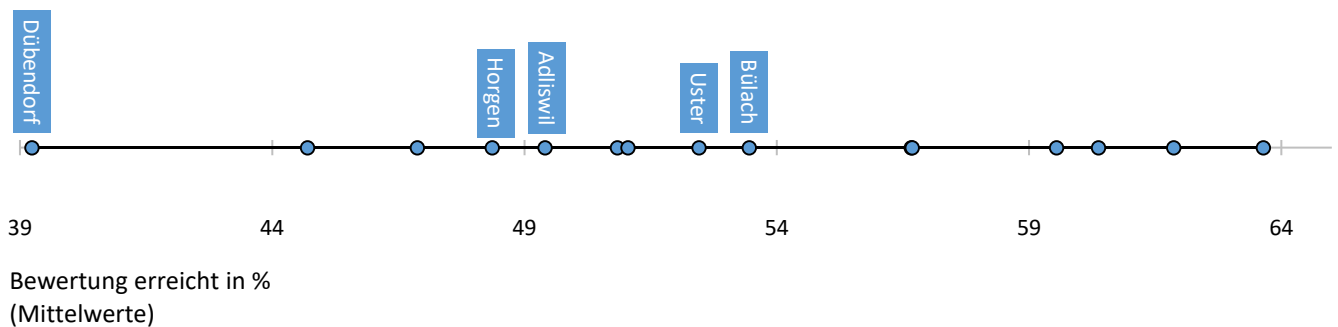 Dübendorf
Horgen
Adliswil
Uster
Bülach
39 44 49 54 59 64
Bewertung erreicht in %
(Mittelwerte)